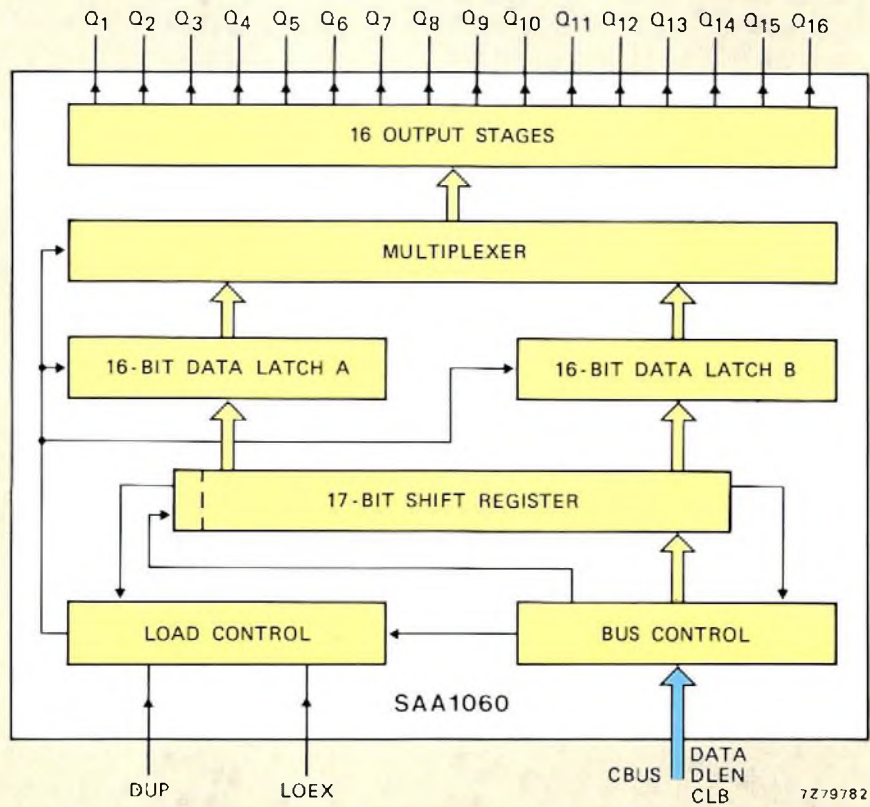 Q1 Q2 Q3 Q4 Q5 Q6 Q7 Q8 Q9 Q10 Q11 Q12 Q13 Q14 Q15 Q16
16 OUTPUT STAGES
MULTIPLEXER
16-BIT DATA LATCH A
16-BIT DATA LATCH B
17-BIT SHIFT REGISTER
LOAD CONTROL
BUS CONTROL
SAA1060
DUP
LOEX
CBUS
DATA
DLEN
CLB
7Z79782